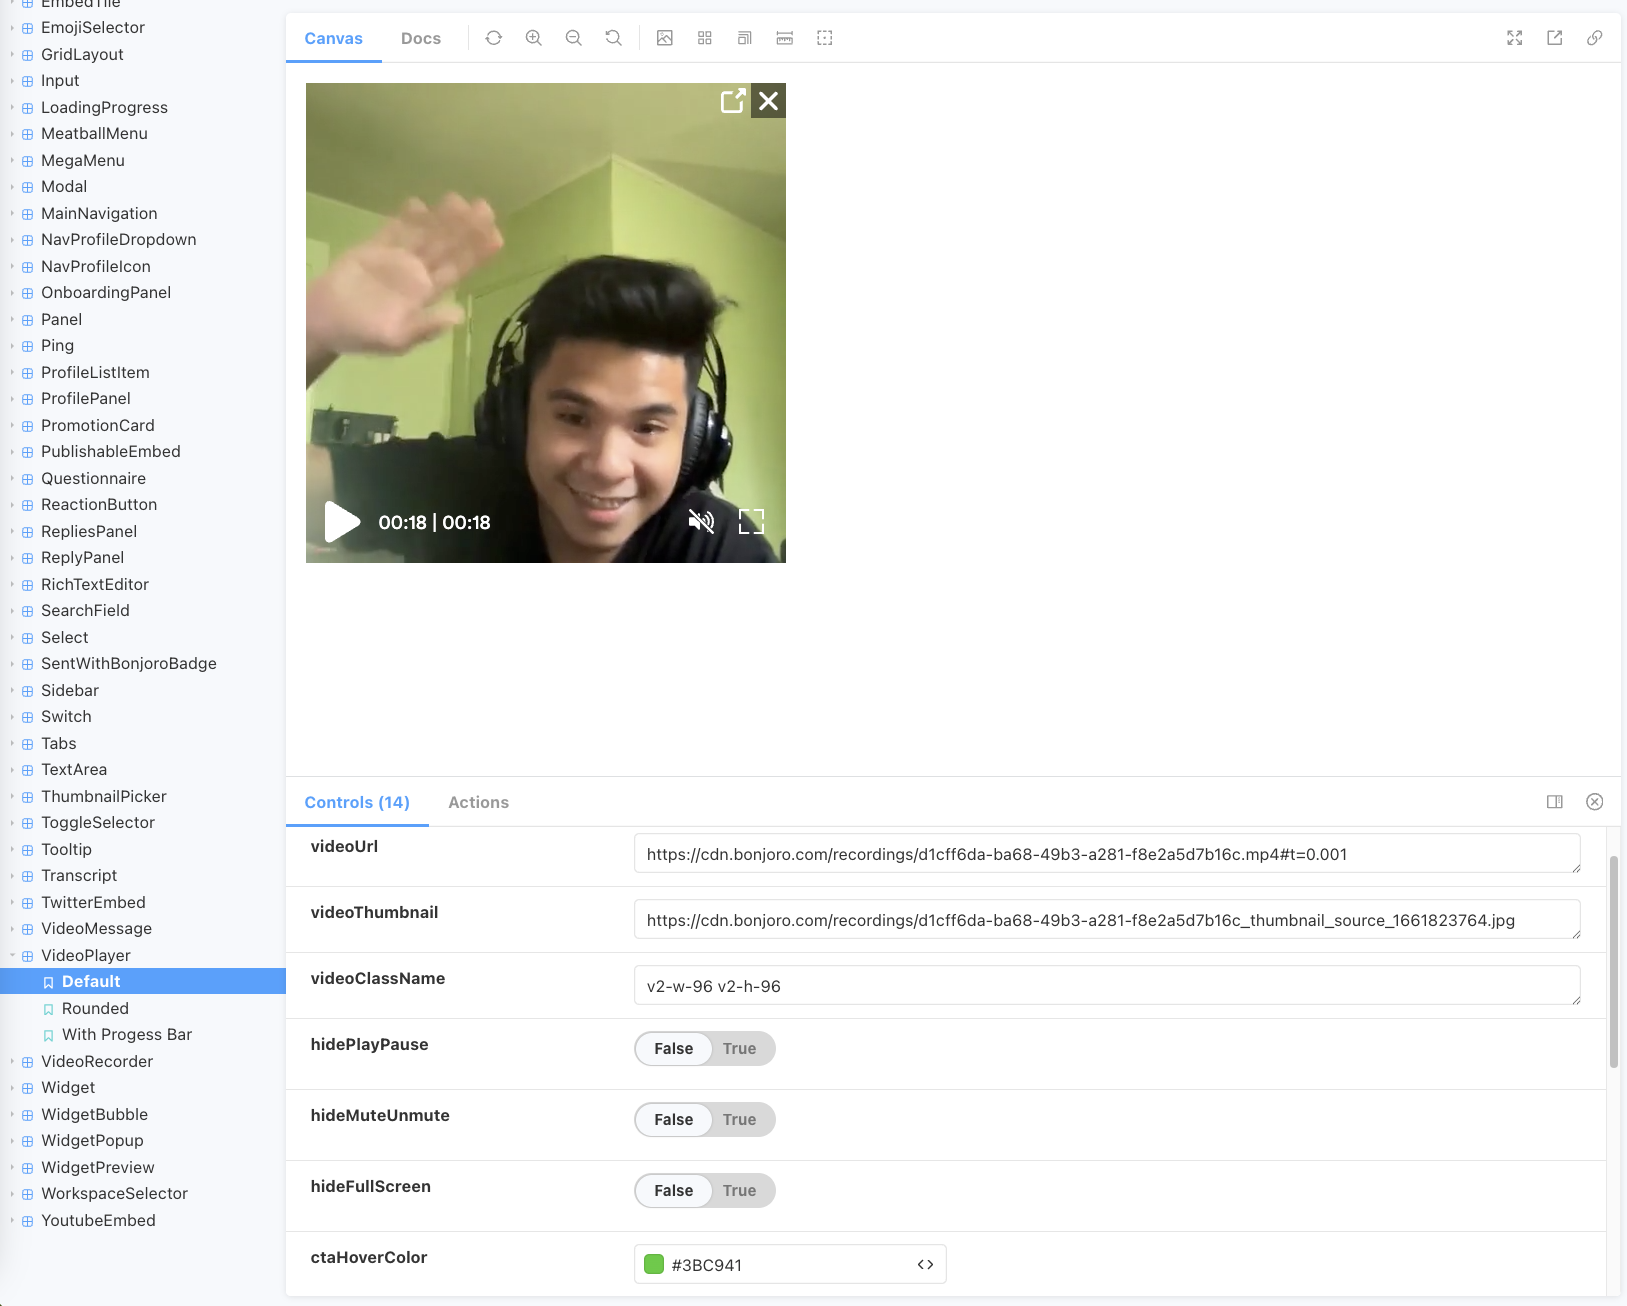 EmbedTile
EmojiSelector
GridLayout
Input
LoadingProgress
MeatballMenu
MegaMenu
Modal
MainNavigation
NavProfileDropdown
NavProfileIcon
OnboardingPanel
Panel
Ping
ProfileListItem
ProfilePanel
PromotionCard
PublishableEmbed
Questionnaire
ReactionButton
RepliesPanel
ReplyPanel
RichTextEditor
SearchField
Select
SentWithBonjoroBadge
Sidebar
Switch
Tabs
TextArea
ThumbnailPicker
ToggleSelector
Tooltip
Transcript
TwitterEmbed
VideoMessage
VideoPlayer
Default
Rounded
With Progess Bar
VideoRecorder
Widget
WidgetBubble
WidgetPopup
WidgetPreview
WorkspaceSelector
YoutubeEmbed
Canvas Docs
00:18 | 00:18
Controls (14) Actions
videoUrl https://cdn.bonjoro.com/recordings/d1cff6da-ba68-49b3-a281-f8e2a5d7b16c.mp4#t=0.001
videoThumbnail https://cdn.bonjoro.com/recordings/d1cff6da-ba68-49b3-a281-f8e2a5d7b16c_thumbnail_source_1661823764.jpg
videoClassName v2-w-96 v2-h-96
hidePlayPause False True
hideMuteUnmute False True
hideFullScreen False True
ctaHoverColor #3BC941